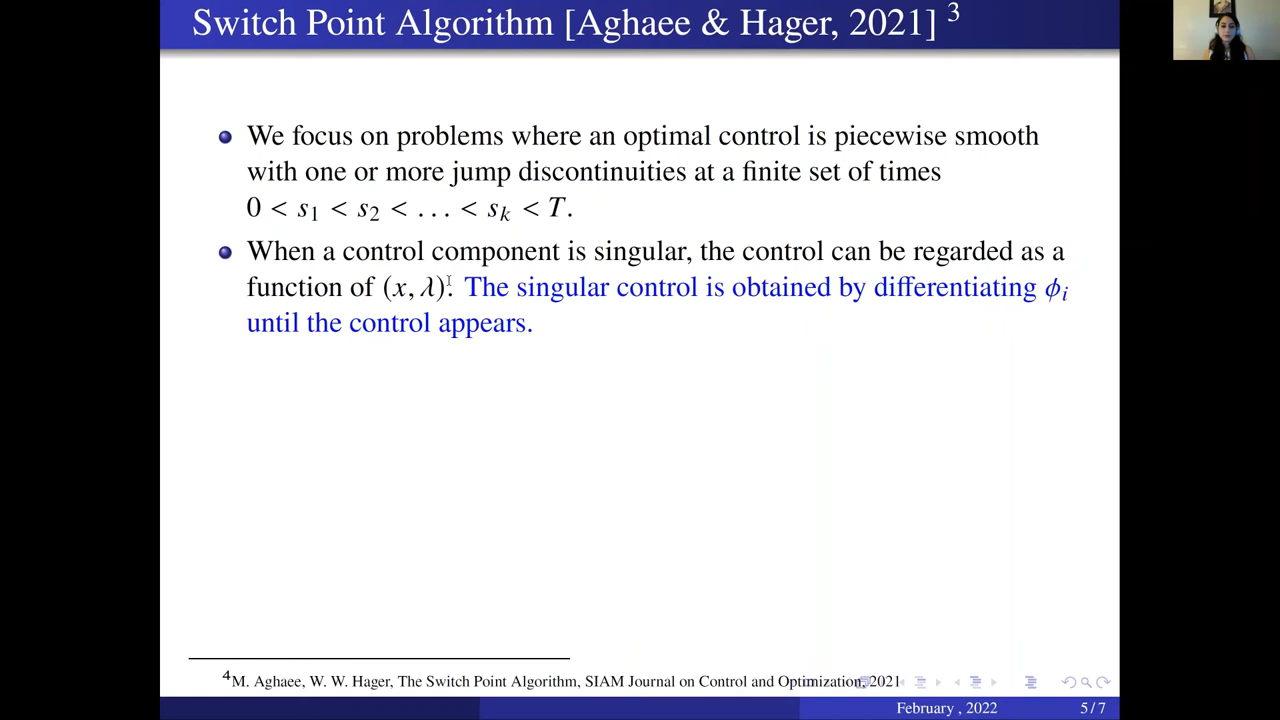 Switch Point Algorithm [Aghaee & Hager, 2021] 3
We focus on problems where an optimal control is piecewise smooth
with one or more jump discontinuities at a finite set of times
0 < s₁ < s₂ < . . . < sₖ < T.
When a control component is singular, the control can be regarded as a
function of (x, λ). The singular control is obtained by differentiating ϕᵢ
until the control appears.
4M. Aghaee, W. W. Hager, The Switch Point Algorithm, SIAM Journal on Control and Optimization, 2021
February , 2022 5 / 7